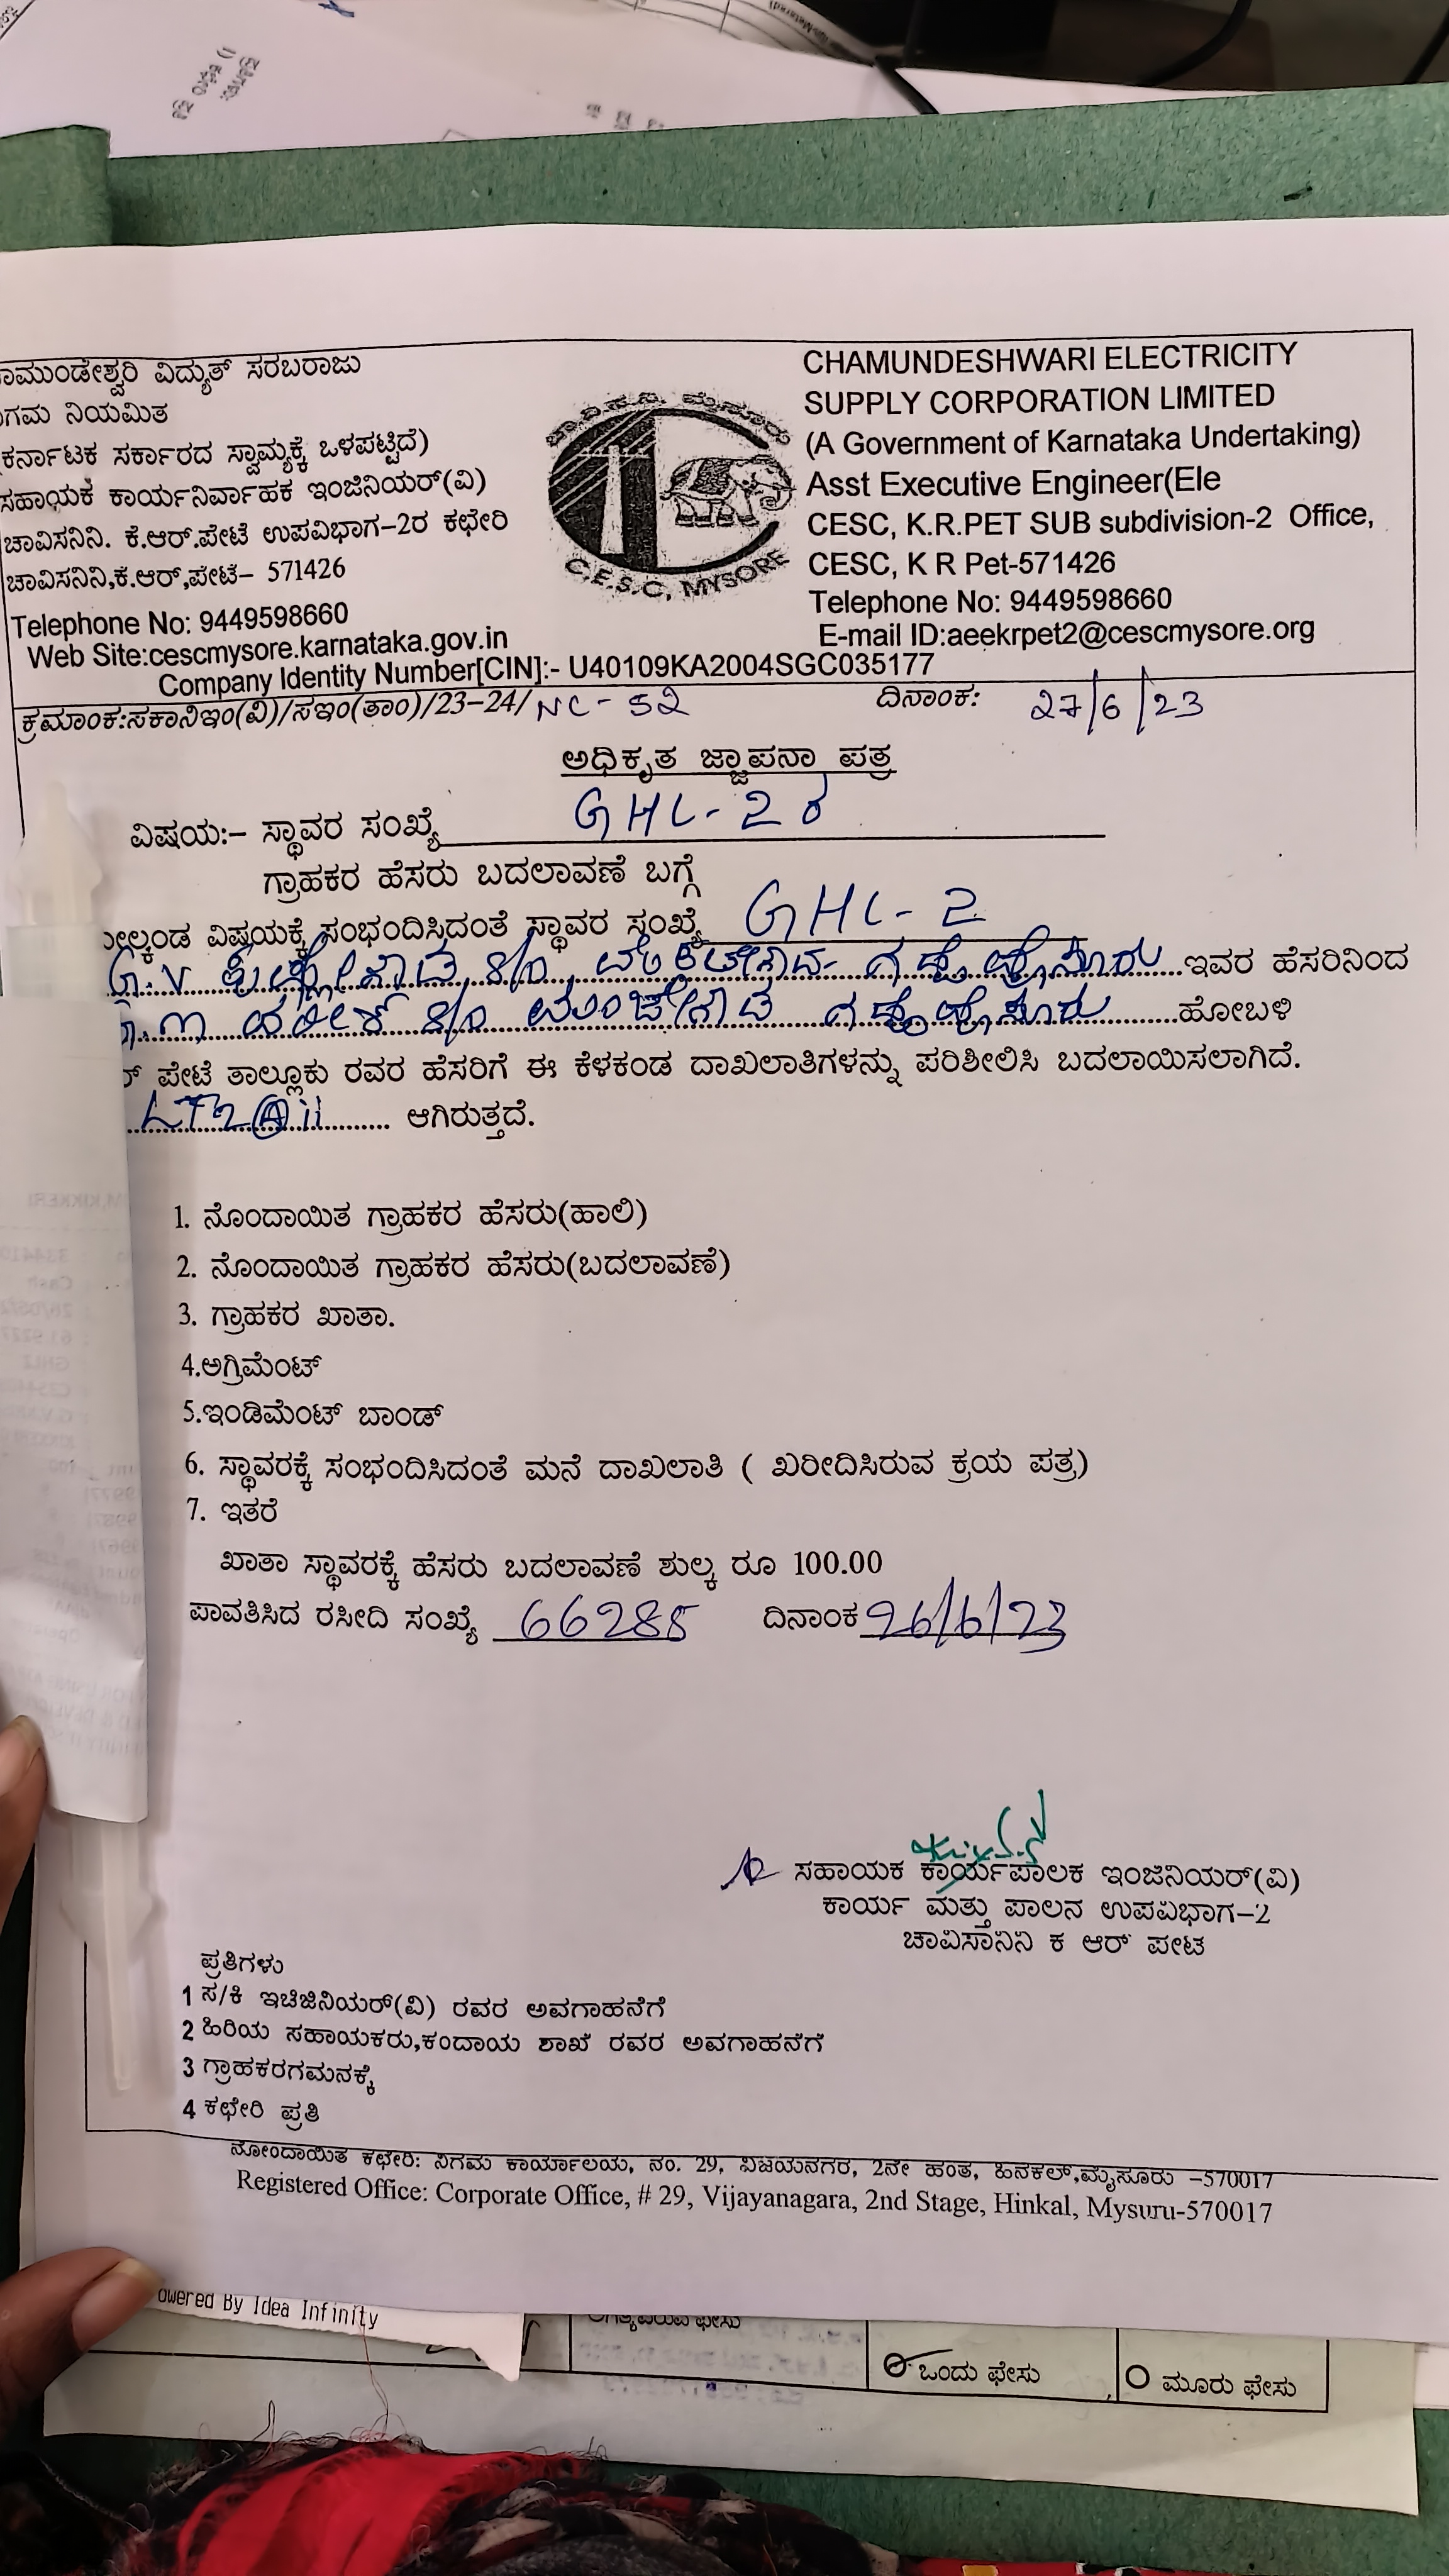 ಾಮುಂಡೇಶ್ವರಿ ವಿದ್ಯುತ್ ಸರಬರಾಜು
ಿಗಮ ನಿಯಮಿತ
ಕರ್ನಾಟಕ ಸರ್ಕಾರದ ಸ್ವಾಮ್ಯಕ್ಕೆ ಒಳಪಟ್ಟಿದೆ)
ಸಹಾಯಕ ಕಾರ್ಯನಿರ್ವಾಹಕ ಇಂಜಿನಿಯರ್(ವಿ)
ಚಾವಿಸನಿನಿ. ಕೆ.ಆರ್.ಪೇಟೆ ಉಪವಿಭಾಗ-2ರ ಕಛೇರಿ
ಚಾವಿಸನಿನಿ,ಕೆ.ಆರ್,ಪೇಟೆ- 571426
Telephone No: 9449598660
Web Site:cescmysore.karnataka.gov.in
C.E.S.C, MYSORE
CHAMUNDESHWARI ELECTRICITY
SUPPLY CORPORATION LIMITED
(A Government of Karnataka Undertaking)
Asst Executive Engineer(Ele
CESC, K.R.PET SUB subdivision-2 Office,
CESC, K R Pet-571426
Telephone No: 9449598660
E-mail ID:aeekrpet2@cescmysore.org
Company Identity Number[CIN]:- U40109KA2004SGC035177
ಕ್ರಮಾಂಕ:ಸಕಾನಿಇಂ(ವಿ)/ಸಇಂ(ತಾಂ)/23-24/ NC - 52 ದಿನಾಂಕ: 27/6/23
ಅಧಿಕೃತ ಜ್ಞಾಪನಾ ಪತ್ರ
ವಿಷಯ:- ಸ್ಥಾವರ ಸಂಖ್ಯೆ GHL - 2 ರ
ಗ್ರಾಹಕರ ಹೆಸರು ಬದಲಾವಣೆ ಬಗ್ಗೆ
ೇಲ್ಕಂಡ ವಿಷಯಕ್ಕೆ ಸಂಭಂದಿಸಿದಂತೆ ಸ್ಥಾವರ ಸಂಖ್ಯೆ GHL - 2
G.V S/O ಇವರ ಹೆಸರಿನಿಂದ
S/O ಹೋಬಳಿ
ರ್ ಪೇಟೆ ತಾಲ್ಲೂಕು ರವರ ಹೆಸರಿಗೆ ಈ ಕೆಳಕಂಡ ದಾಖಲಾತಿಗಳನ್ನು ಪರಿಶೀಲಿಸಿ ಬದಲಾಯಿಸಲಾಗಿದೆ.
LT2(A)ii ಆಗಿರುತ್ತದೆ.
1. ನೊಂದಾಯಿತ ಗ್ರಾಹಕರ ಹೆಸರು(ಹಾಲಿ)
2. ನೊಂದಾಯಿತ ಗ್ರಾಹಕರ ಹೆಸರು(ಬದಲಾವಣೆ)
3. ಗ್ರಾಹಕರ ಖಾತಾ.
4.ಅಗ್ರಿಮೆಂಟ್
5.ಇಂಡಿಮೆಂಟ್ ಬಾಂಡ್
6. ಸ್ಥಾವರಕ್ಕೆ ಸಂಭಂದಿಸಿದಂತೆ ಮನೆ ದಾಖಲಾತಿ ( ಖರೀದಿಸಿರುವ ಕ್ರಯ ಪತ್ರ)
7. ಇತರೆ
ಖಾತಾ ಸ್ಥಾವರಕ್ಕೆ ಹೆಸರು ಬದಲಾವಣೆ ಶುಲ್ಕ ರೂ 100.00
ಪಾವತಿಸಿದ ರಸೀದಿ ಸಂಖ್ಯೆ 66285 ದಿನಾಂಕ 26/6/23
ಸಹಾಯಕ ಕಾರ್ಯಪಾಲಕ ಇಂಜಿನಿಯರ್(ವಿ)
ಕಾರ್ಯ ಮತ್ತು ಪಾಲನ ಉಪವಿಭಾಗ-2
ಚಾವಿಸಾನಿನಿ ಕೆ ಆರ್ ಪೇಟೆ
ಪ್ರತಿಗಳು
1 ಸ/ಕಿ ಇಂಜಿನಿಯರ್(ವಿ) ರವರ ಅವಗಾಹನೆಗೆ
2 ಹಿರಿಯ ಸಹಾಯಕರು,ಕಂದಾಯ ಶಾಖೆ ರವರ ಅವಗಾಹನೆಗೆ
3 ಗ್ರಾಹಕರಗಮನಕ್ಕೆ
4 ಕಛೇರಿ ಪ್ರತಿ
ನೋಂದಾಯಿತ ಕಛೇರಿ: ನಿಗಮ ಕಾರ್ಯಾಲಯ, ನಂ. 29, ವಿಜಯನಗರ, 2ನೇ ಹಂತ, ಹಿನಕಲ್,ಮೈಸೂರು -570017
Registered Office: Corporate Office, # 29, Vijayanagara, 2nd Stage, Hinkal, Mysuru-570017
owered By Idea Infinity
ಒಂದು ಫೇಸು ಮೂರು ಫೇಸು